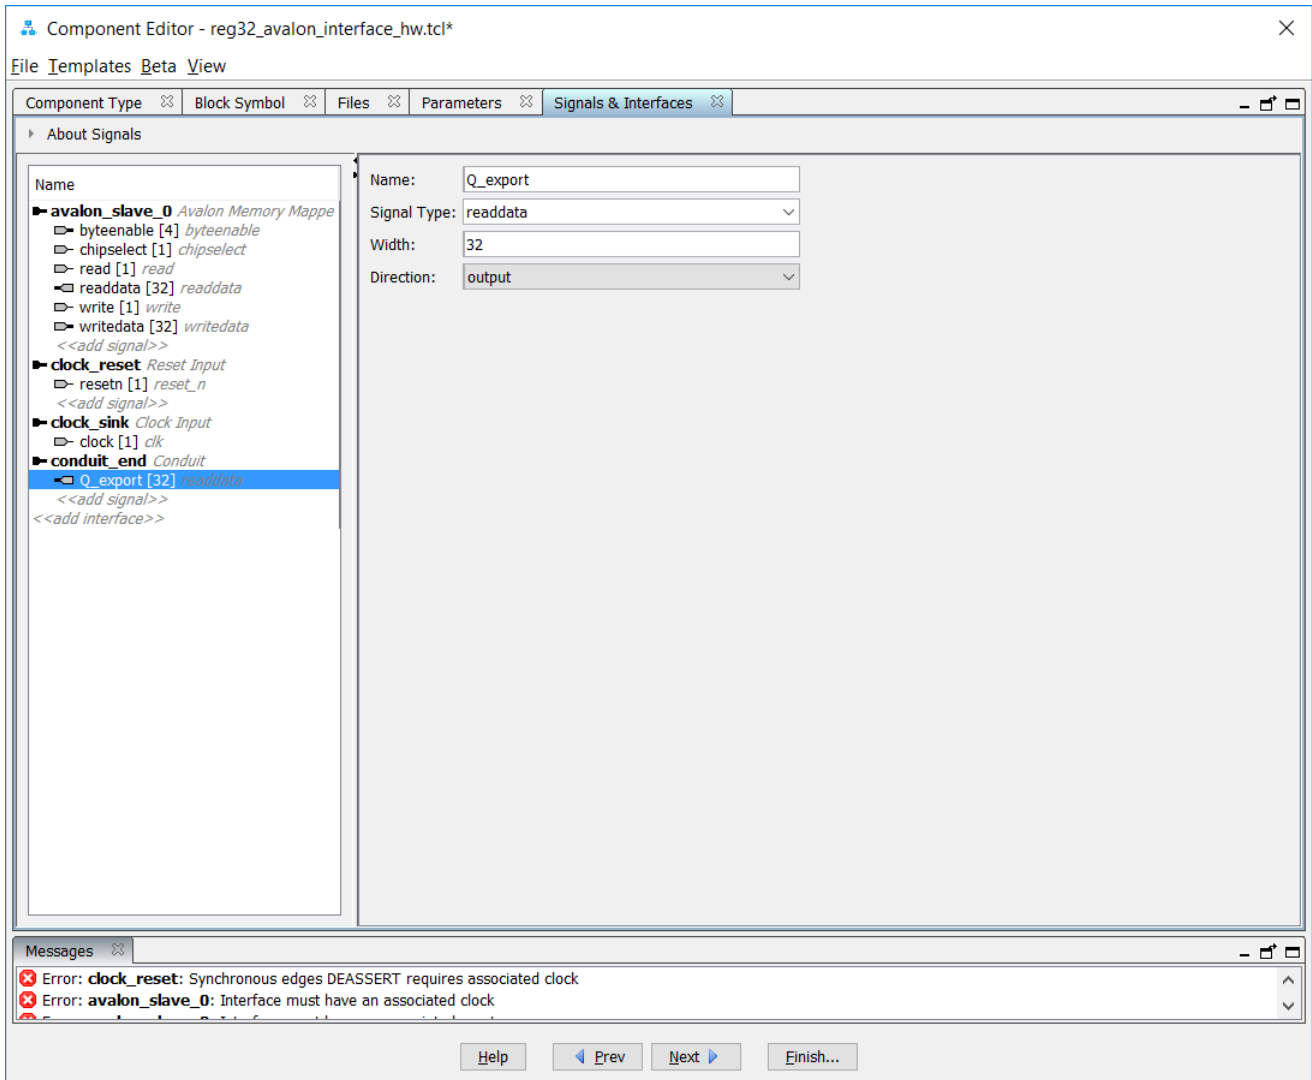 Component Editor - reg32_avalon_interface_hw.tcl*
File Templates Beta View
Component Type Block Symbol Files Parameters Signals & Interfaces
About Signals
Name
avalon_slave_0 Avalon Memory Mappe
byteenable [4] byteenable
chipselect [1] chipselect
read [1] read
readdata [32] readdata
write [1] write
writedata [32] writedata
<<add signal>>
clock_reset Reset Input
resetn [1] reset_n
<<add signal>>
clock_sink Clock Input
clock [1] clk
conduit_end Conduit
Q_export [32] readdata
<<add signal>>
<<add interface>>
Name: Q_export
Signal Type: readdata
Width: 32
Direction: output
Messages
Error: clock_reset: Synchronous edges DEASSERT requires associated clock
Error: avalon_slave_0: Interface must have an associated clock
Help Prev Next Finish...